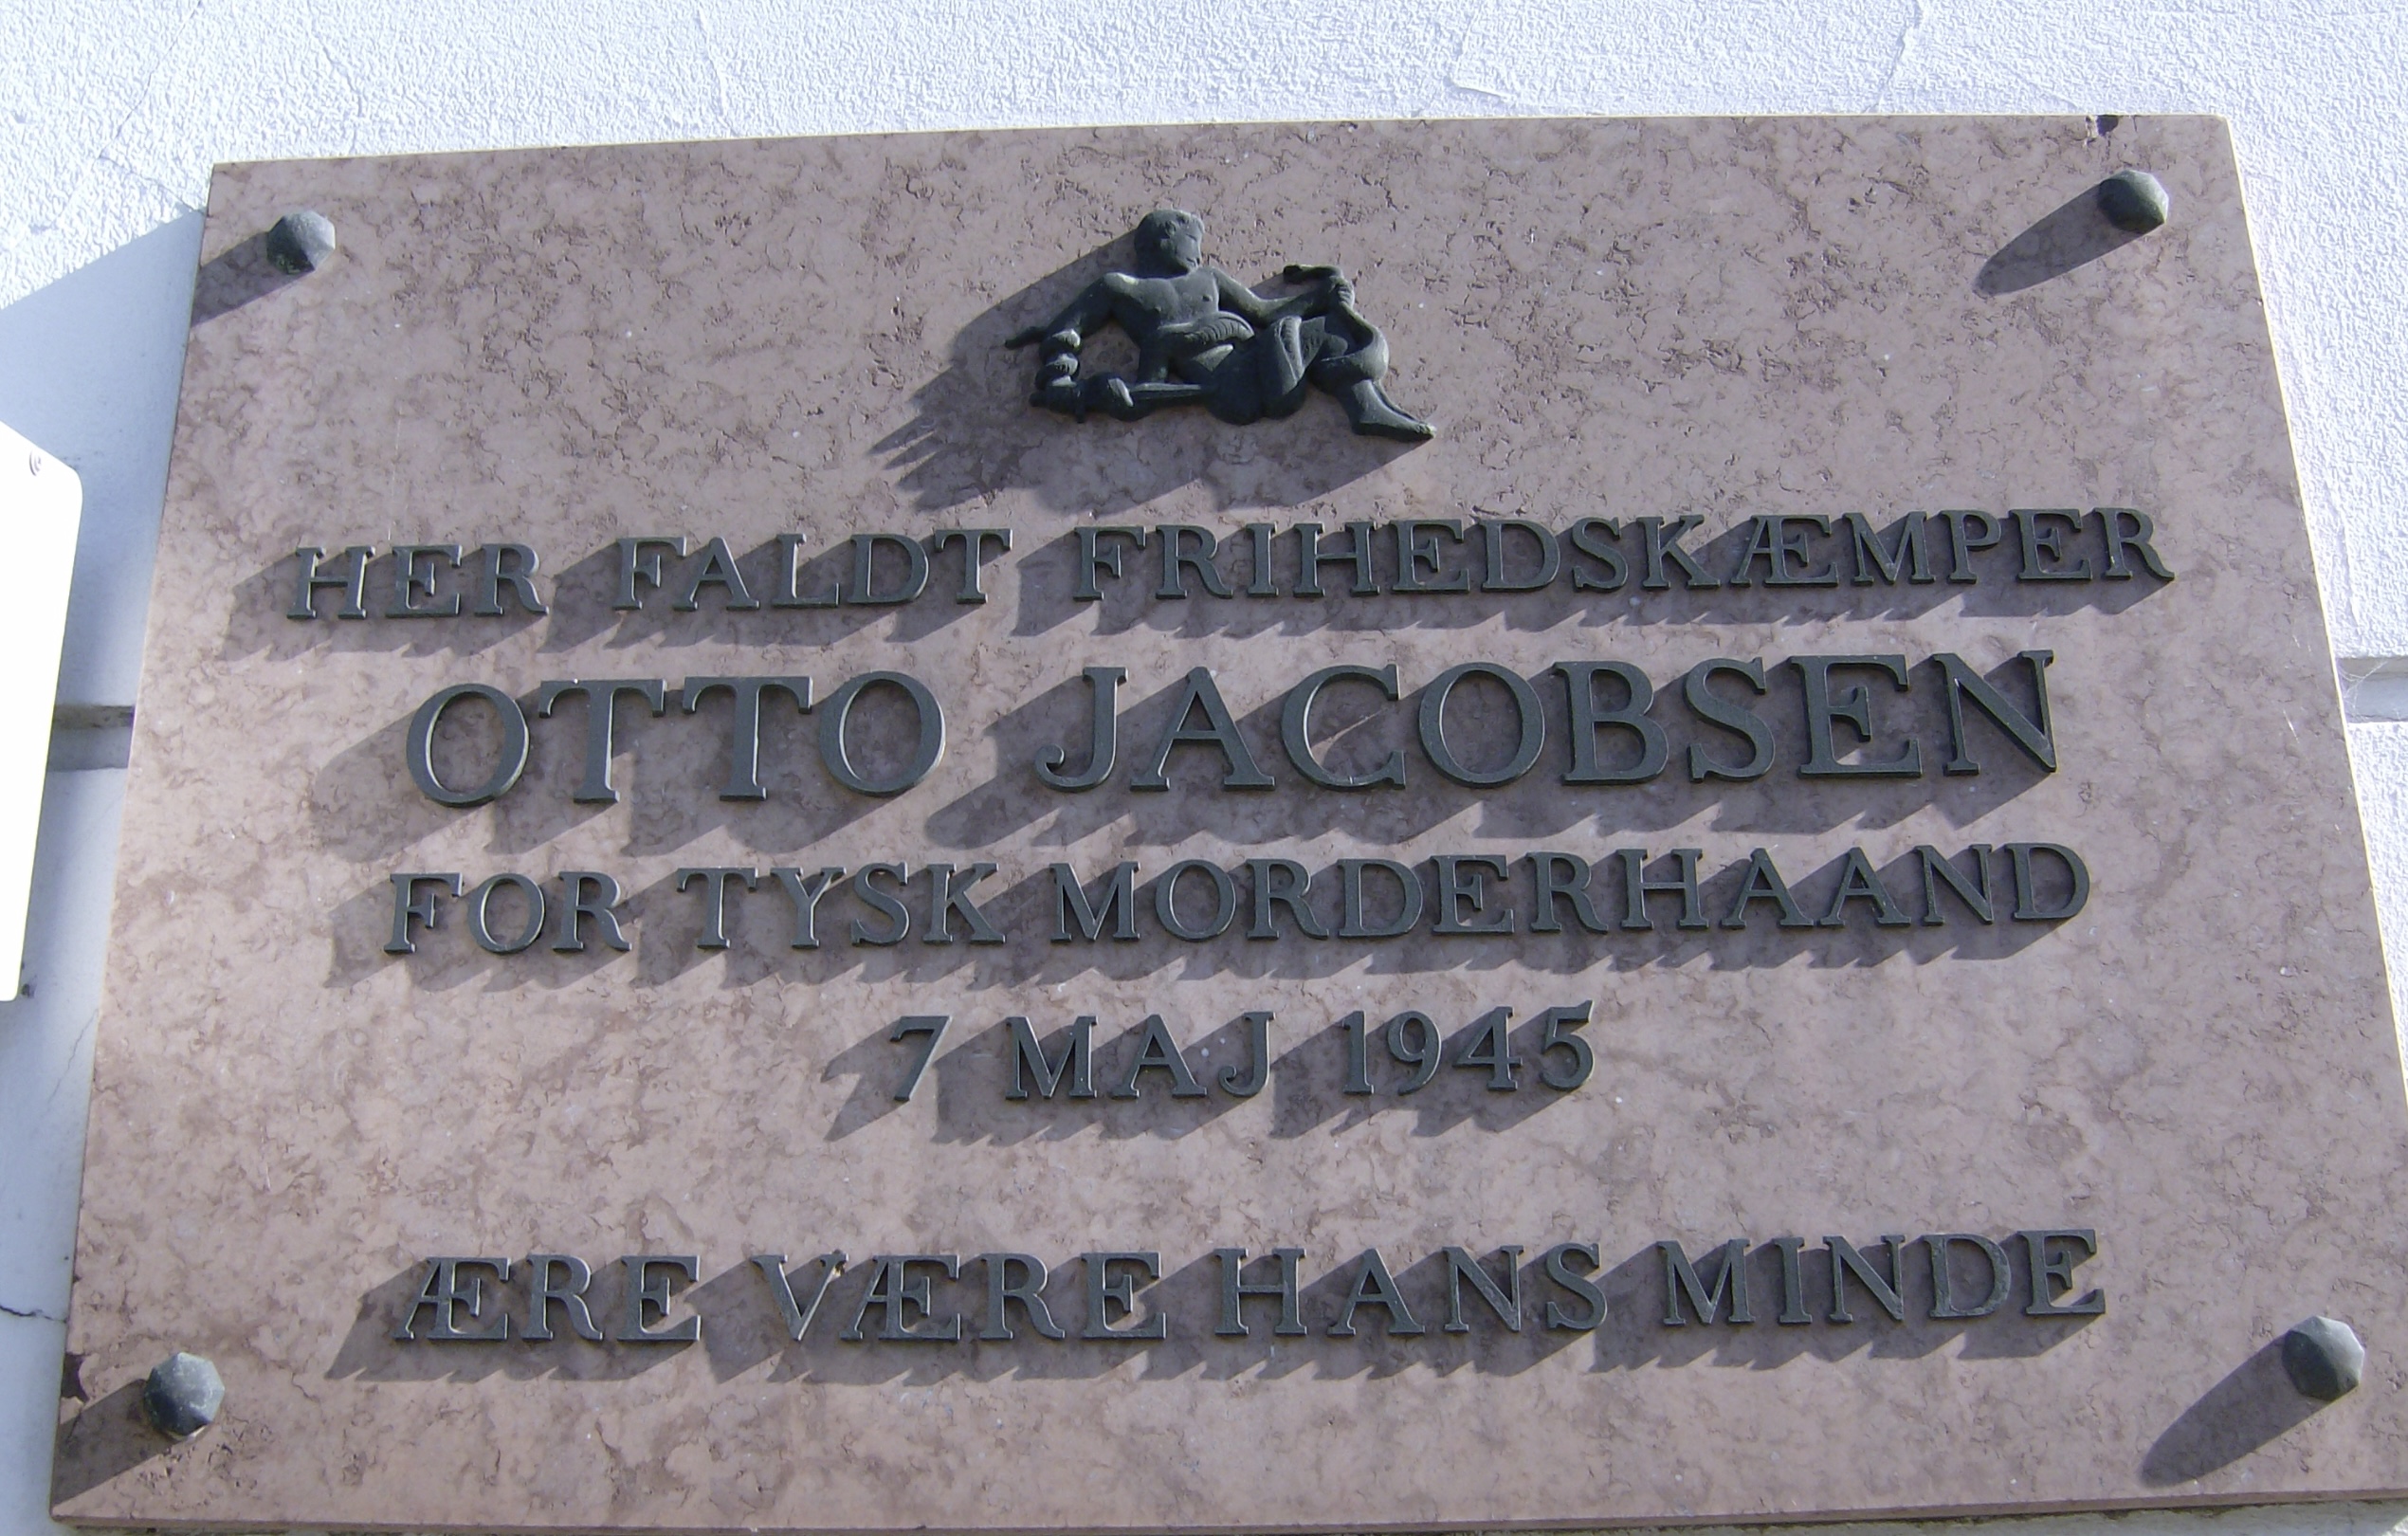 HER FALDT FRIHEDSKÆMPER
OTTO JACOBSEN
FOR TYSK MORDERHAAND
7 MAJ 1945
ÆRE VÆRE HANS MINDE